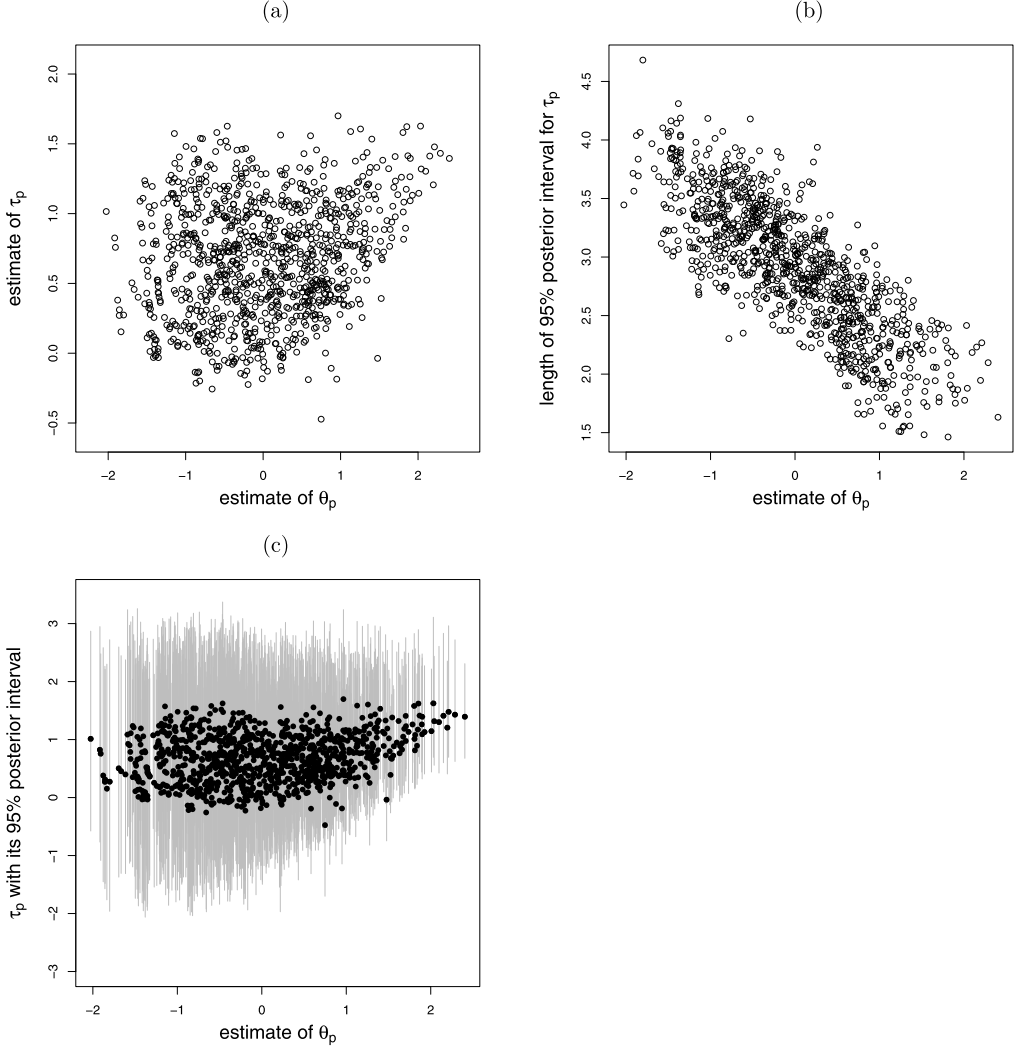 (a)
estimate of τp
2.0
1.5
1.0
0.5
0.0
−0.5
−2 −1 0 1 2
estimate of θp
(b)
length of 95% posterior interval for τp
4.5
4.0
3.5
3.0
2.5
2.0
1.5
−2 −1 0 1 2
estimate of θp
(c)
τp with its 95% posterior interval
3
2
1
0
−1
−2
−3
−2 −1 0 1 2
estimate of θp